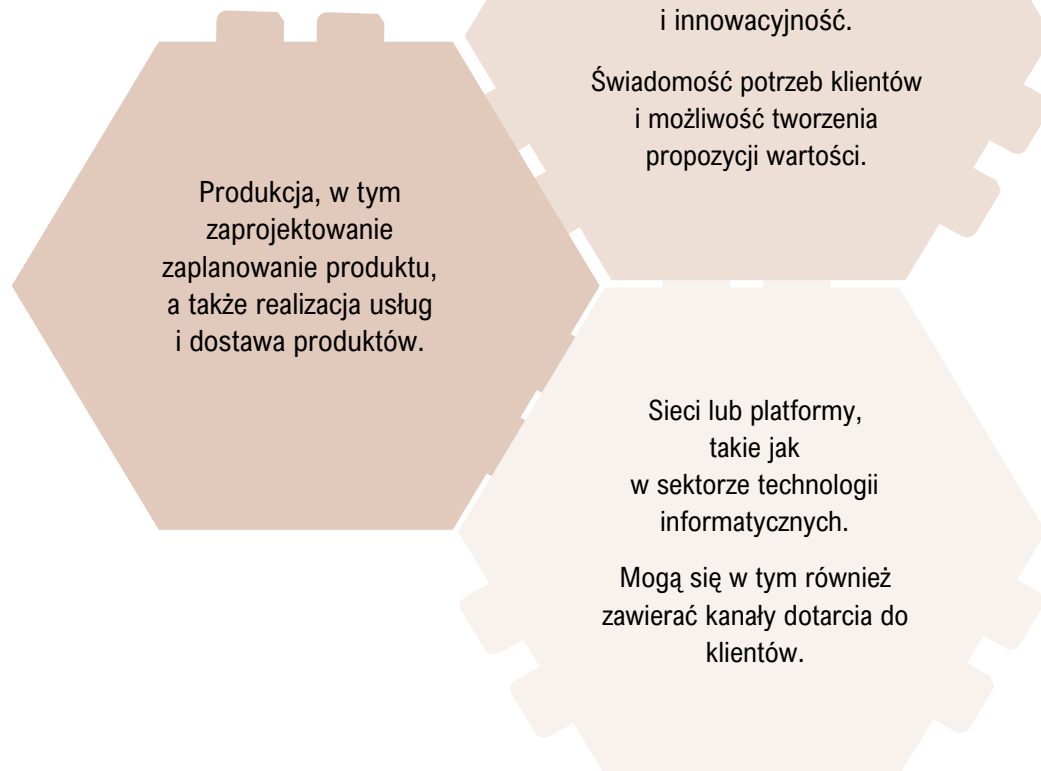 i innowacyjność.
Świadomość potrzeb klientów
i możliwość tworzenia
propozycji wartości.
Produkcja, w tym
zaprojektowanie
zaplanowanie produktu,
a także realizacja usług
i dostawa produktów.
Sieci lub platformy,
takie jak
w sektorze technologii
informatycznych.
Mogą się w tym również
zawierać kanały dotarcia do
klientów.